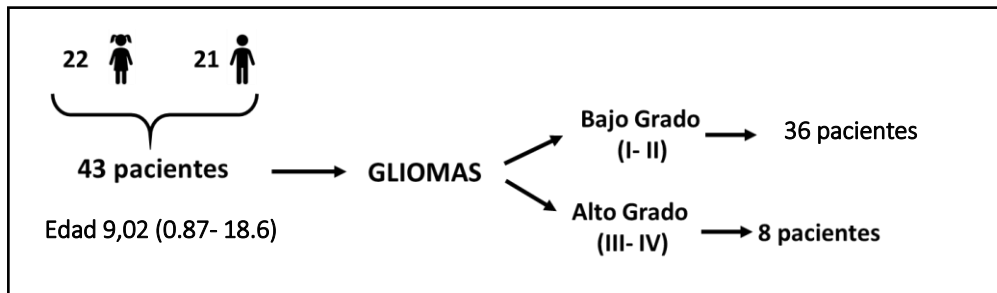 22
21
43 pacientes
Edad 9,02 (0.87- 18.6)
GLIOMAS
Bajo Grado
(I- II)
36 pacientes
Alto Grado
(III- IV)
8 pacientes